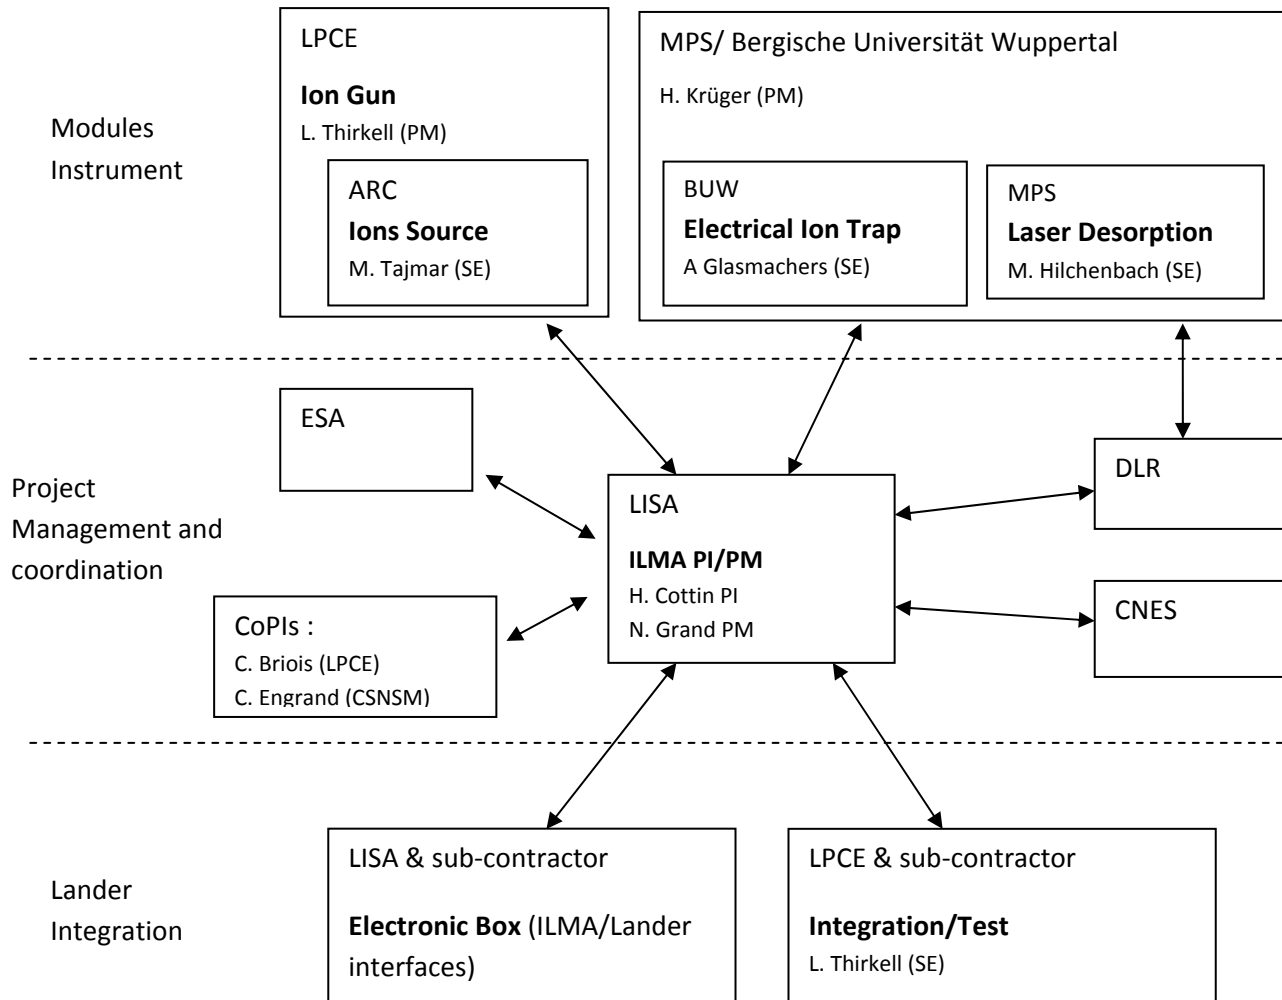 Modules
Instrument
LPCE
Ion Gun
L. Thirkell (PM)
ARC
Ions Source
M. Tajmar (SE)
MPS/ Bergische Universität Wuppertal
H. Krüger (PM)
BUW
Electrical Ion Trap
A Glasmachers (SE)
MPS
Laser Desorption
M. Hilchenbach (SE)
Project
Management and
coordination
ESA
CoPIs :
C. Briois (LPCE)
C. Engrand (CSNSM)
LISA
ILMA PI/PM
H. Cottin PI
N. Grand PM
DLR
CNES
Lander
Integration
LISA & sub-contractor
Electronic Box (ILMA/Lander
interfaces)
LPCE & sub-contractor
Integration/Test
L. Thirkell (SE)